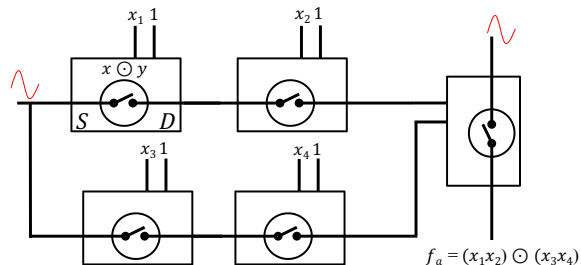 x₁ 1
x₂ 1
x ⊙ y
S D
x₃ 1
x₄ 1
fₐ = (x₁x₂) ⊙ (x₃x₄)